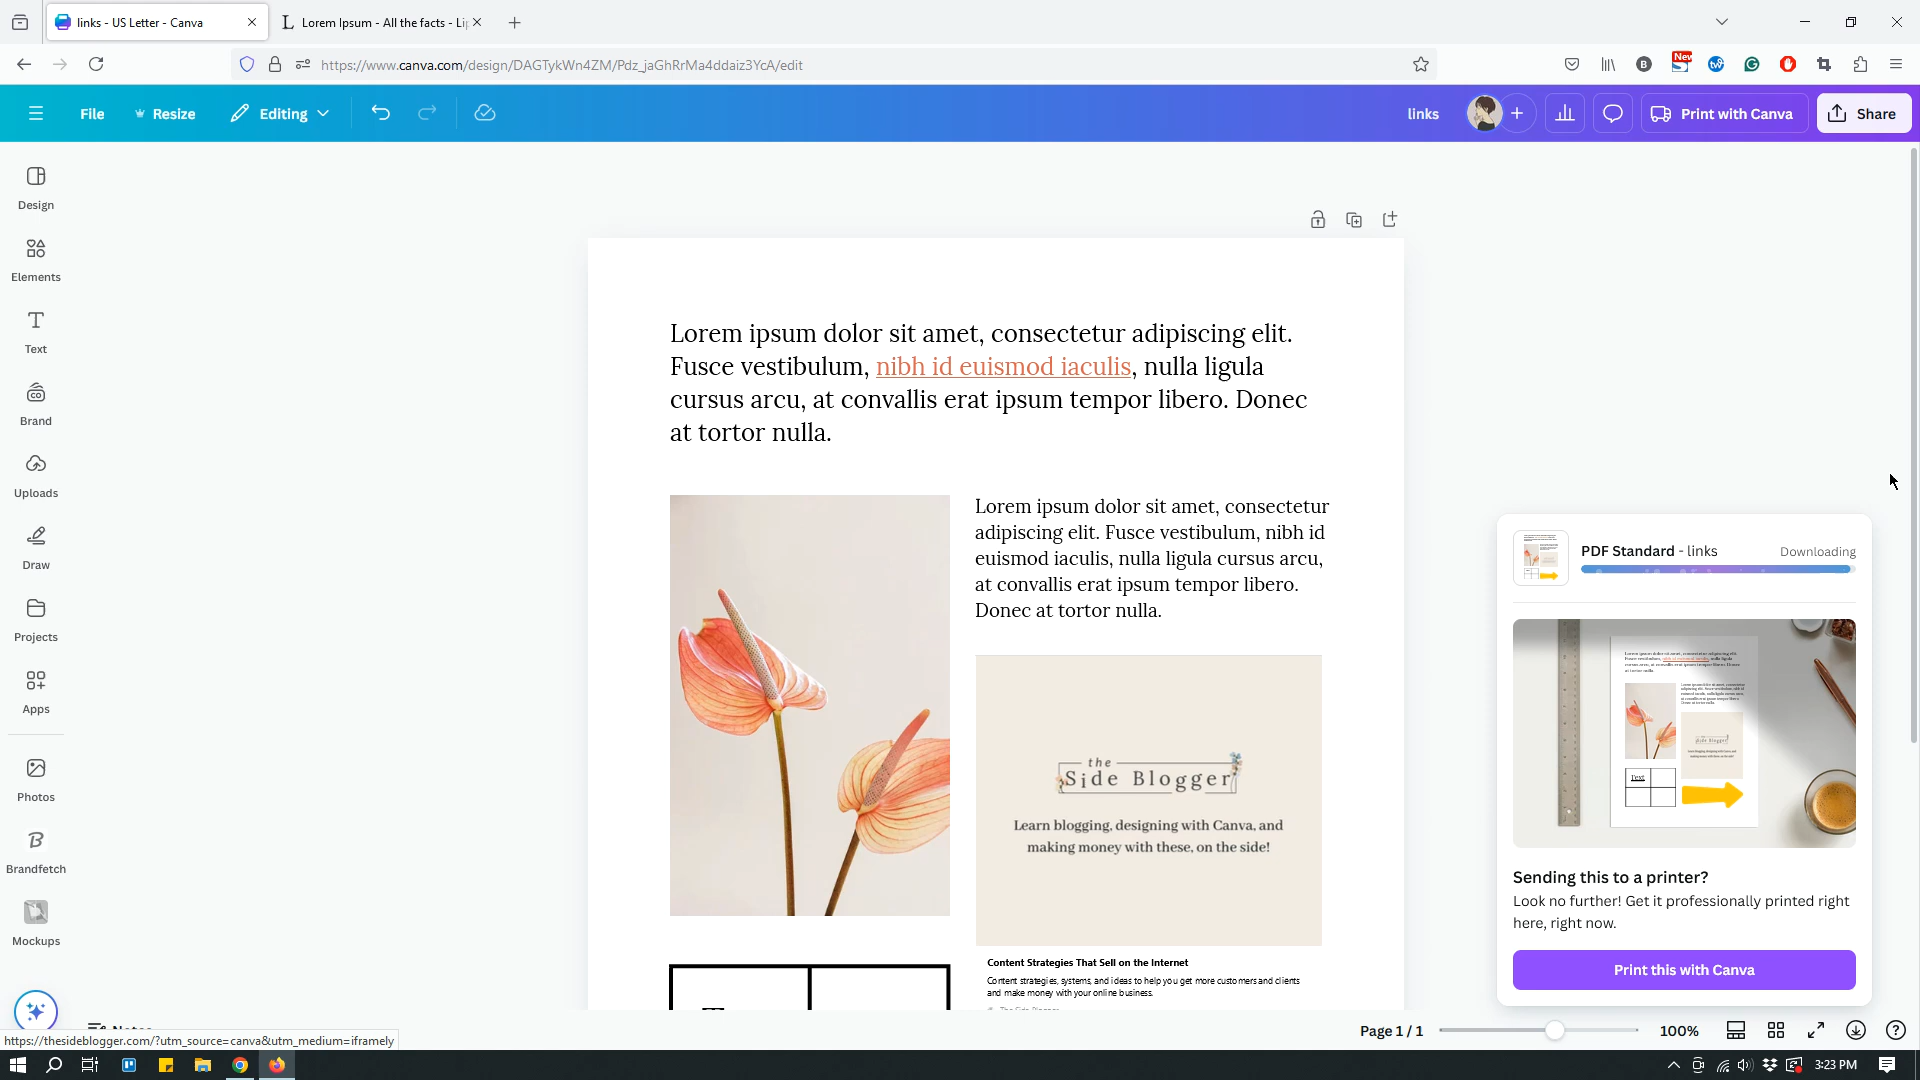 links - US Letter - Canva
Lorem Ipsum - All the facts - Lip
https://www.canva.com/design/DAGTykWn4ZM/Pdz_jaGhRrMa4ddaiz3YcA/edit
New
File
Resize
Editing
links
Print with Canva
Share
Design
Elements
Text
Brand
Uploads
Draw
Projects
Apps
Photos
Brandfetch
Mockups
Lorem ipsum dolor sit amet, consectetur adipiscing elit.
Fusce vestibulum, nibh id euismod iaculis, nulla ligula
cursus arcu, at convallis erat ipsum tempor libero. Donec
at tortor nulla.
Lorem ipsum dolor sit amet, consectetur
adipiscing elit. Fusce vestibulum, nibh id
euismod iaculis, nulla ligula cursus arcu,
at convallis erat ipsum tempor libero.
Donec at tortor nulla.
the
Side Blogger
Learn blogging, designing with Canva, and
making money with these, on the side!
Content Strategies That Sell on the Internet
Content strategies, systems, and ideas to help you get more customers and clients
and make money with your online business.
The Side Blogger
PDF Standard - links
Downloading
Text
Sending this to a printer?
Look no further! Get it professionally printed right
here, right now.
Print this with Canva
Notes
https://thesideblogger.com/?utm_source=canva&utm_medium=iframely
Page 1 / 1
100%
3:23 PM